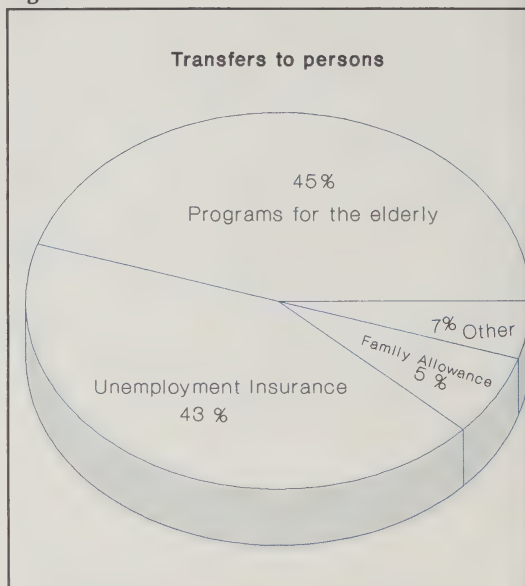 Transfers to persons
45%
Programs for the elderly
7% Other
Family Allowance
5 %
Unemployment Insurance
43 %